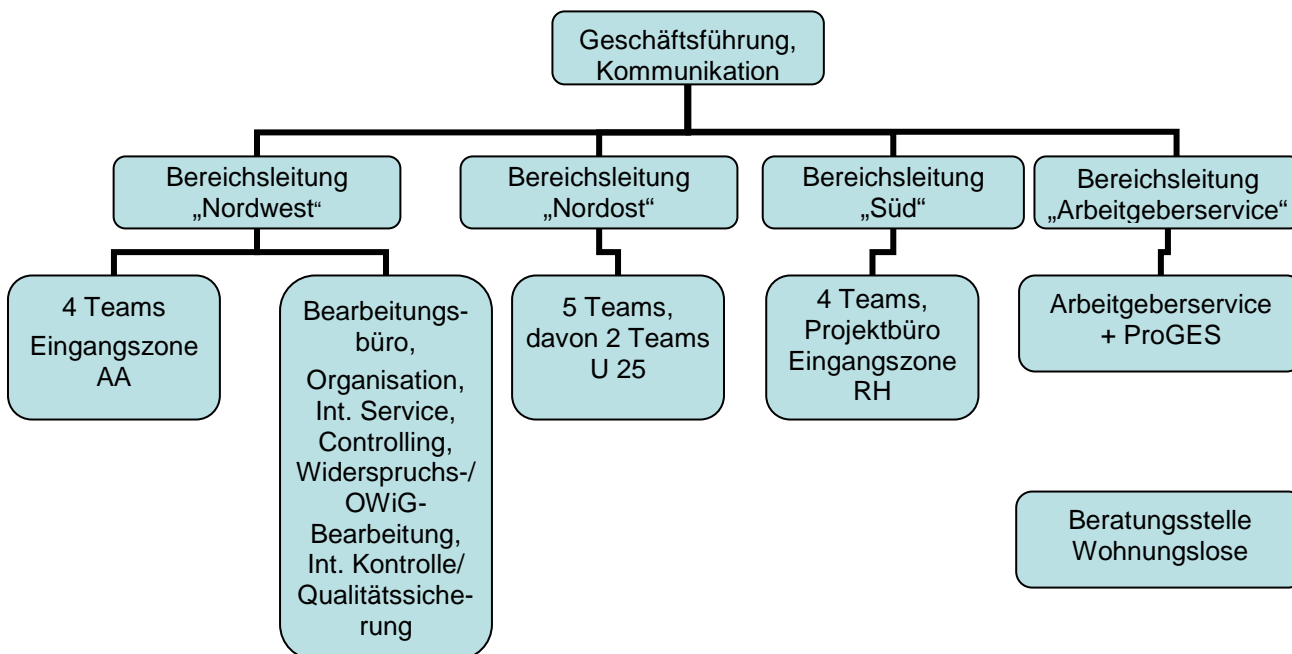 Geschäftsführung,
Kommunikation
Bereichsleitung
„Nordwest“
Bereichsleitung
„Nordost“
Bereichsleitung
„Süd“
Bereichsleitung
„Arbeitgeberservice“
4 Teams
Eingangszone
AA
Bearbeitungs-
büro,
Organisation,
Int. Service,
Controlling,
Widerspruchs-/
OWiG-
Bearbeitung,
Int. Kontrolle/
Qualitätssiche-
rung
5 Teams,
davon 2 Teams
U 25
4 Teams,
Projektbüro
Eingangszone
RH
Arbeitgeberservice
+ ProGES
Beratungsstelle
Wohnungslose